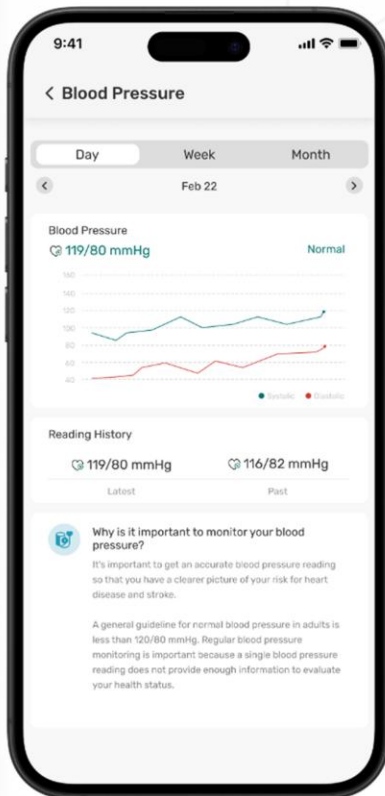 9:41
Blood Pressure
Day Week Month
Feb 22
Blood Pressure
119/80 mmHg Normal
160
140
120
100
80
60
40
Systolic Diastolic
Reading History
119/80 mmHg 116/82 mmHg
Latest Past
Why is it important to monitor your blood
pressure?
It's important to get an accurate blood pressure reading
so that you have a clearer picture of your risk for heart
disease and stroke.
A general guideline for normal blood pressure in adults is
less than 120/80 mmHg. Regular blood pressure
monitoring is important because a single blood pressure
reading does not provide enough information to evaluate
your health status.